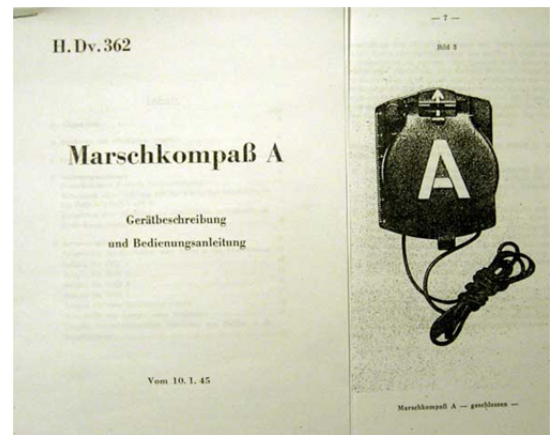 H. Dv. 362
Marschkompaß A
Gerätbeschreibung
und Bedienungsanleitung
Vom 10. 1. 45
— 7 —
Bild 3
A
Marschkompaß A — geschlossen —